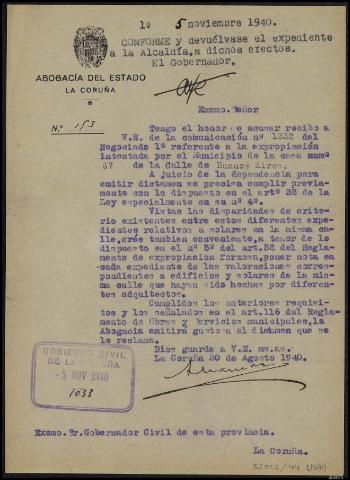 1º 5 noviembre 1940.
CONFORME y devuélvase el expediente
a la Alcaldía, a dichos efectos.
El Gobernador,
ABOGACÍA DEL ESTADO
LA CORUÑA
N.º 153
Excmo. Señor
Tengo el honor de acusar recibo a
V.E. de la comunicación nº 1232 del
Negociado 1º referente a la expropiación
intentada por el Municipio de la casa num@
67 de la Calle de Buenos Aires.
A juicio de la dependencia para
emitir dictamen se precisa cumplir previa-
mente con lo dispuesto en el artº 32 de la
Ley especialmente en su nº 4º.
Vistas las disparidades de crite-
rio existentes entre estos diferentes expe-
dientes relativos a solares en la misma ca-
lle, crée también conveniente, a tenor de lo
dispuesto en el nº 5º del art. 52 del Regla-
mento de expropiacion forzosa, poner nota en
cada expediente de las valoraciones corres-
pondientes a edificios y solares de la mis-
ma calle que hayan sido hechas por diferen-
tes arquitectos.
Cumplidos los anteriores requisi-
tos y los señalados en el art. 116 del Regla-
mento de Obras y Servicios municipales, la
Abogacia emitirá gustosa el dictamen que se
le reclama.
Dios guarde a V.E. ms. as.
La Coruña 30 de Agosto 1940.
GOBIERNO CIVIL
DE LA CORUÑA
-5 NOV 1940
1033
Excmo. Sr. Gobernador Civil de esta provincia.
La Coruña.